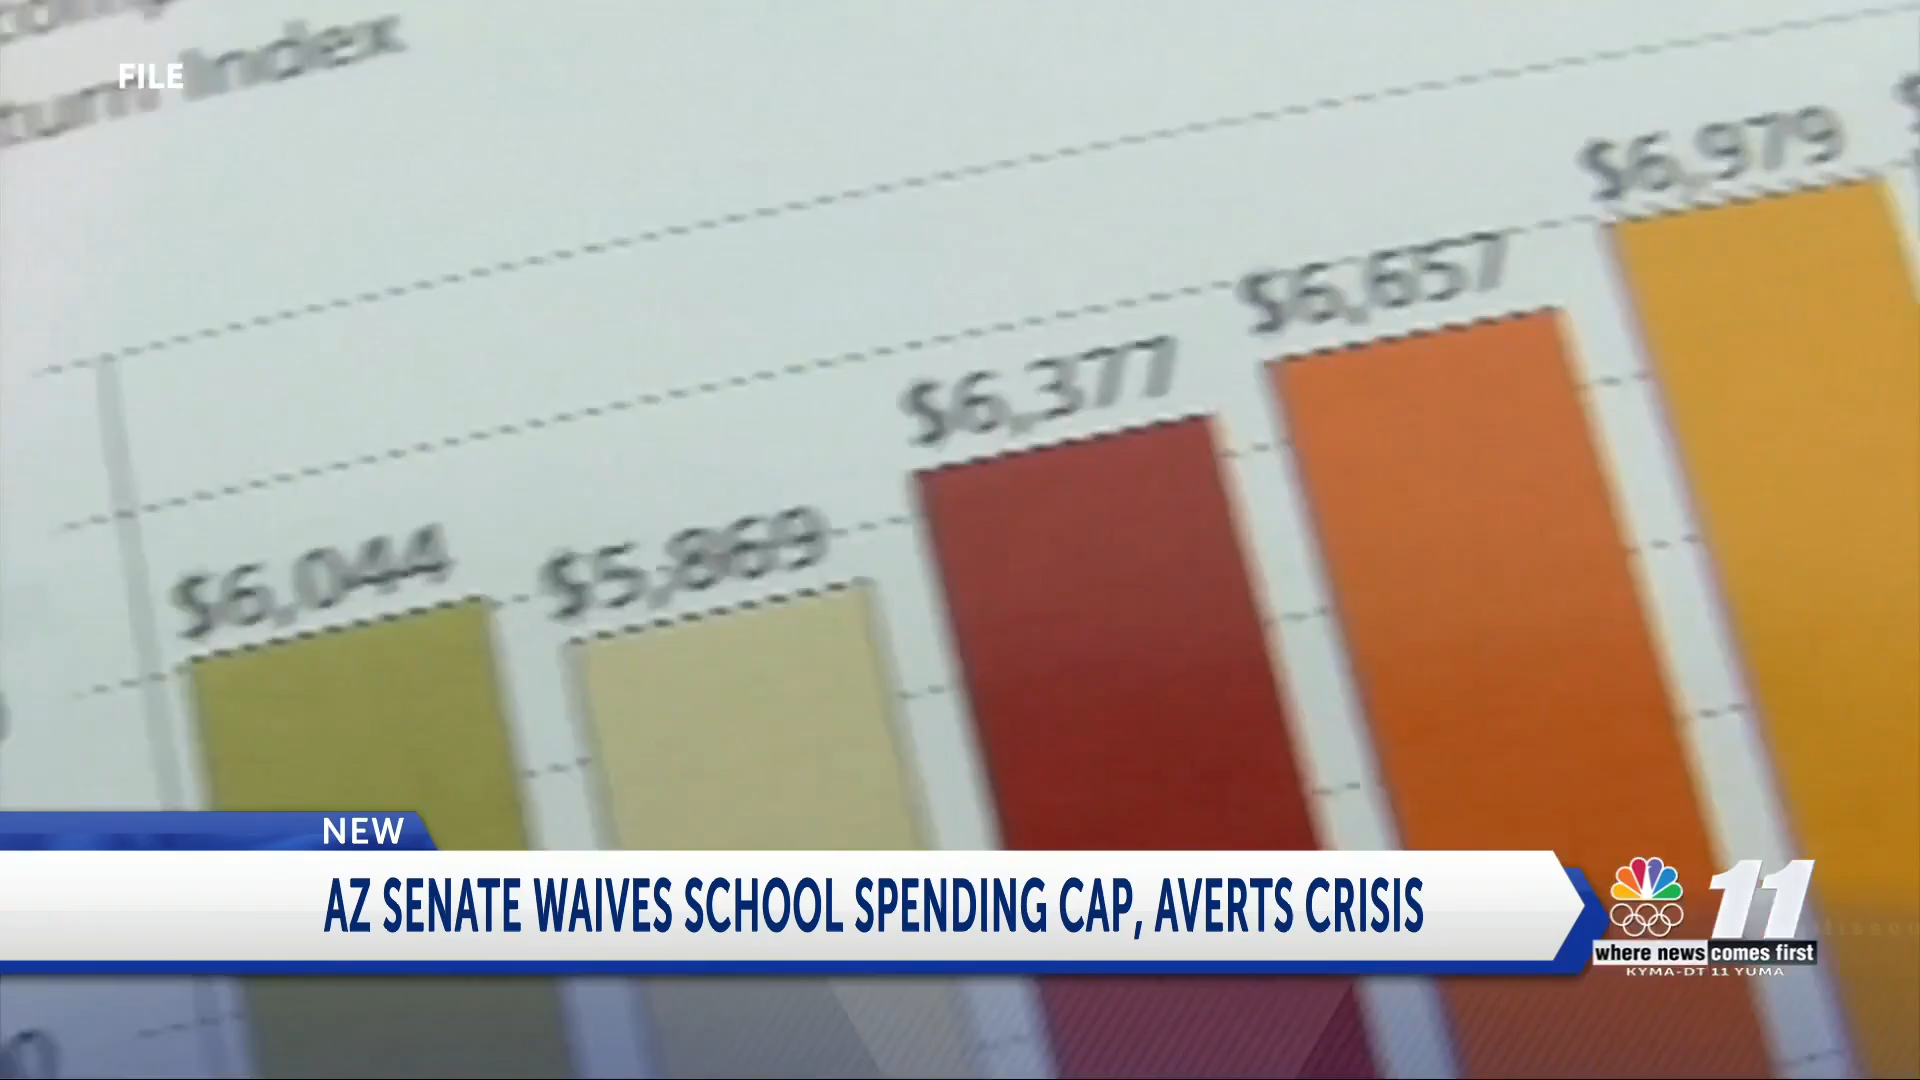 Index
FILE
$6,979
$6,657
$6,377
$6,044
$5,869
NEW
AZ SENATE WAIVES SCHOOL SPENDING CAP, AVERTS CRISIS
11
where news comes first
KYMA-DT 11 YUMA